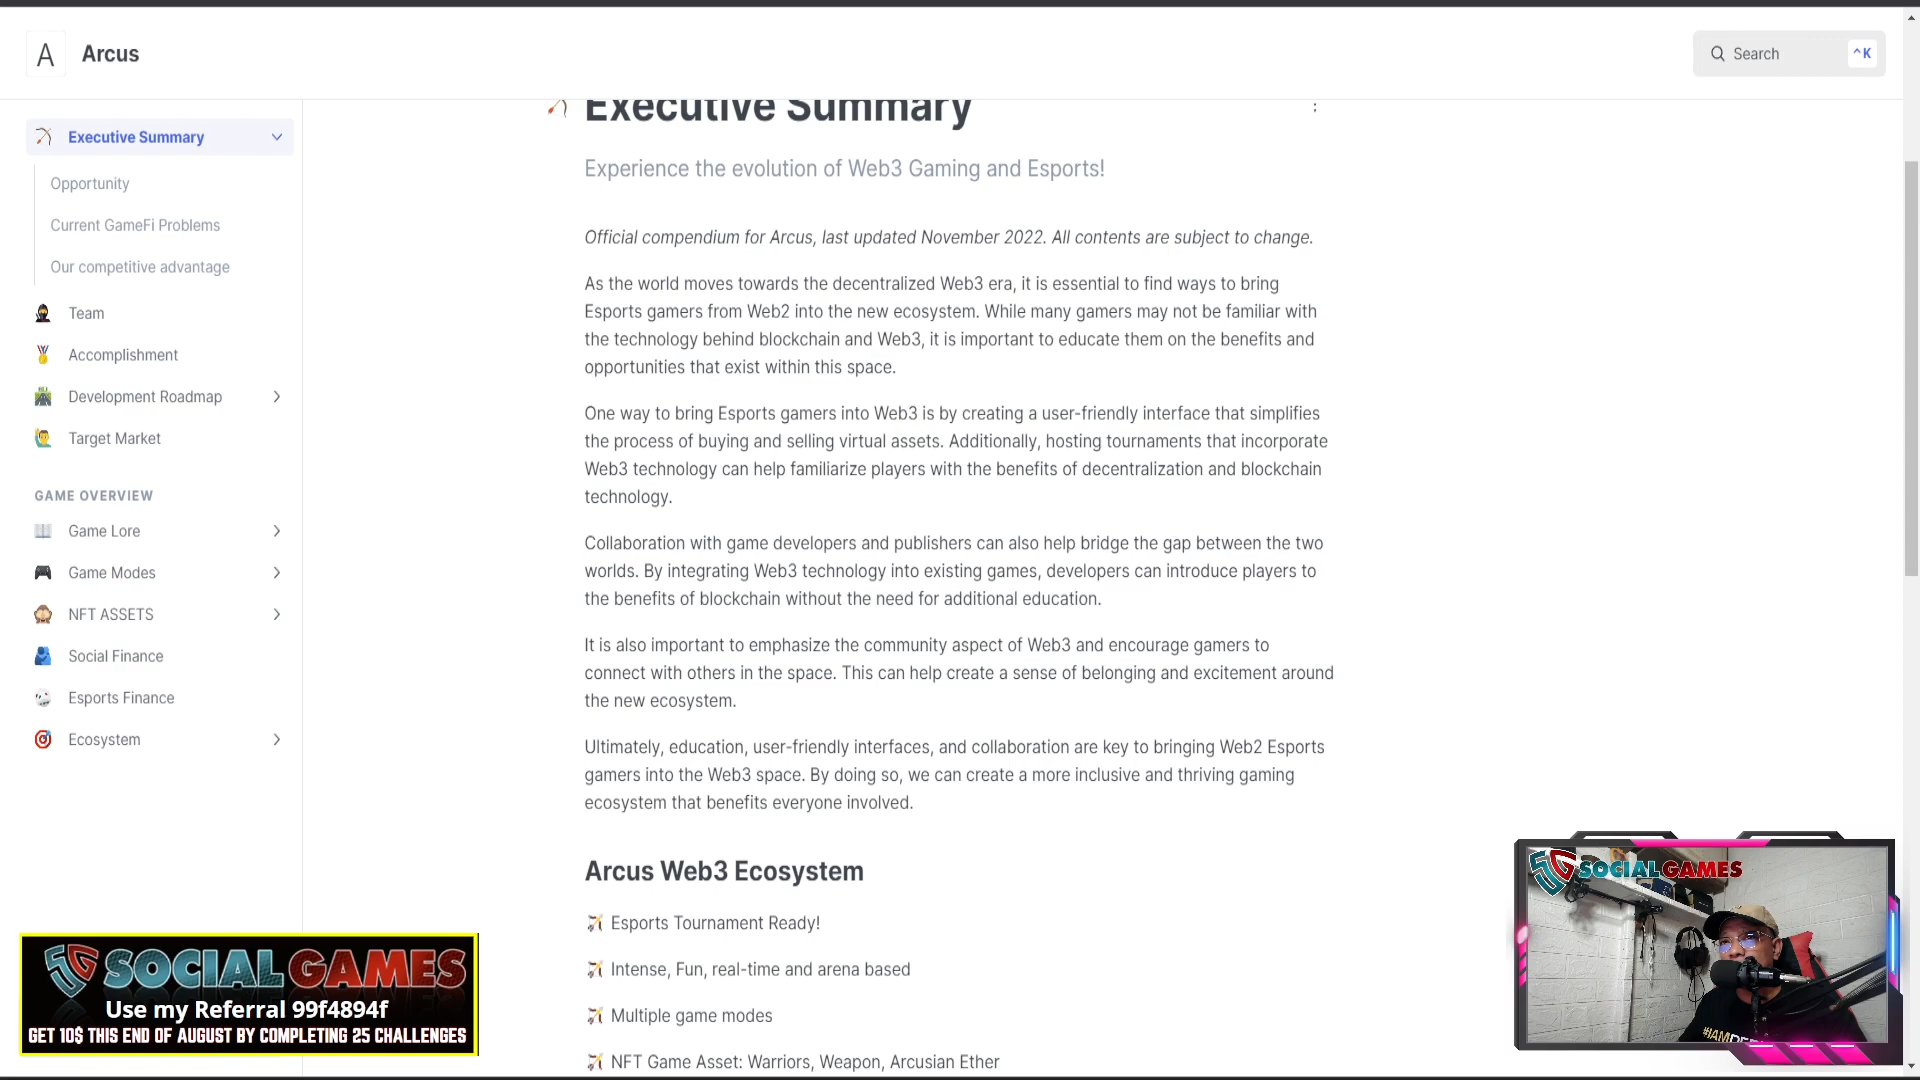 A
Arcus
Search
^K
Executive Summary
Opportunity
Current GameFi Problems
Our competitive advantage
Team
Accomplishment
Development Roadmap
Target Market
GAME OVERVIEW
Game Lore
Game Modes
NFT ASSETS
Social Finance
Esports Finance
Ecosystem
Executive Summary
Experience the evolution of Web3 Gaming and Esports!
Official compendium for Arcus, last updated November 2022. All contents are subject to change.
As the world moves towards the decentralized Web3 era, it is essential to find ways to bring
Esports gamers from Web2 into the new ecosystem. While many gamers may not be familiar with
the technology behind blockchain and Web3, it is important to educate them on the benefits and
opportunities that exist within this space.
One way to bring Esports gamers into Web3 is by creating a user-friendly interface that simplifies
the process of buying and selling virtual assets. Additionally, hosting tournaments that incorporate
Web3 technology can help familiarize players with the benefits of decentralization and blockchain
technology.
Collaboration with game developers and publishers can also help bridge the gap between the two
worlds. By integrating Web3 technology into existing games, developers can introduce players to
the benefits of blockchain without the need for additional education.
It is also important to emphasize the community aspect of Web3 and encourage gamers to
connect with others in the space. This can help create a sense of belonging and excitement around
the new ecosystem.
Ultimately, education, user-friendly interfaces, and collaboration are key to bringing Web2 Esports
gamers into the Web3 space. By doing so, we can create a more inclusive and thriving gaming
ecosystem that benefits everyone involved.
Arcus Web3 Ecosystem
Esports Tournament Ready!
Intense, Fun, real-time and arena based
Multiple game modes
NFT Game Asset: Warriors, Weapon, Arcusian Ether
SG SOCIAL GAMES
Use my Referral 99f4894f
GET 10$ THIS END OF AUGUST BY COMPLETING 25 CHALLENGES
SG SOCIALGAMES